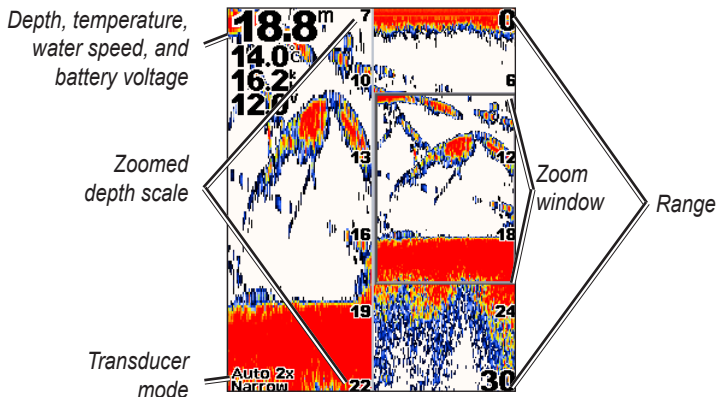 Depth, temperature,
water speed, and
battery voltage
Zoomed
depth scale
Transducer
mode
18.8m
14.0°C
16.2k
12.0v
7
10
13
16
19
22
Auto 2x
Narrow
0
6
12
18
24
30
Zoom
window
Range